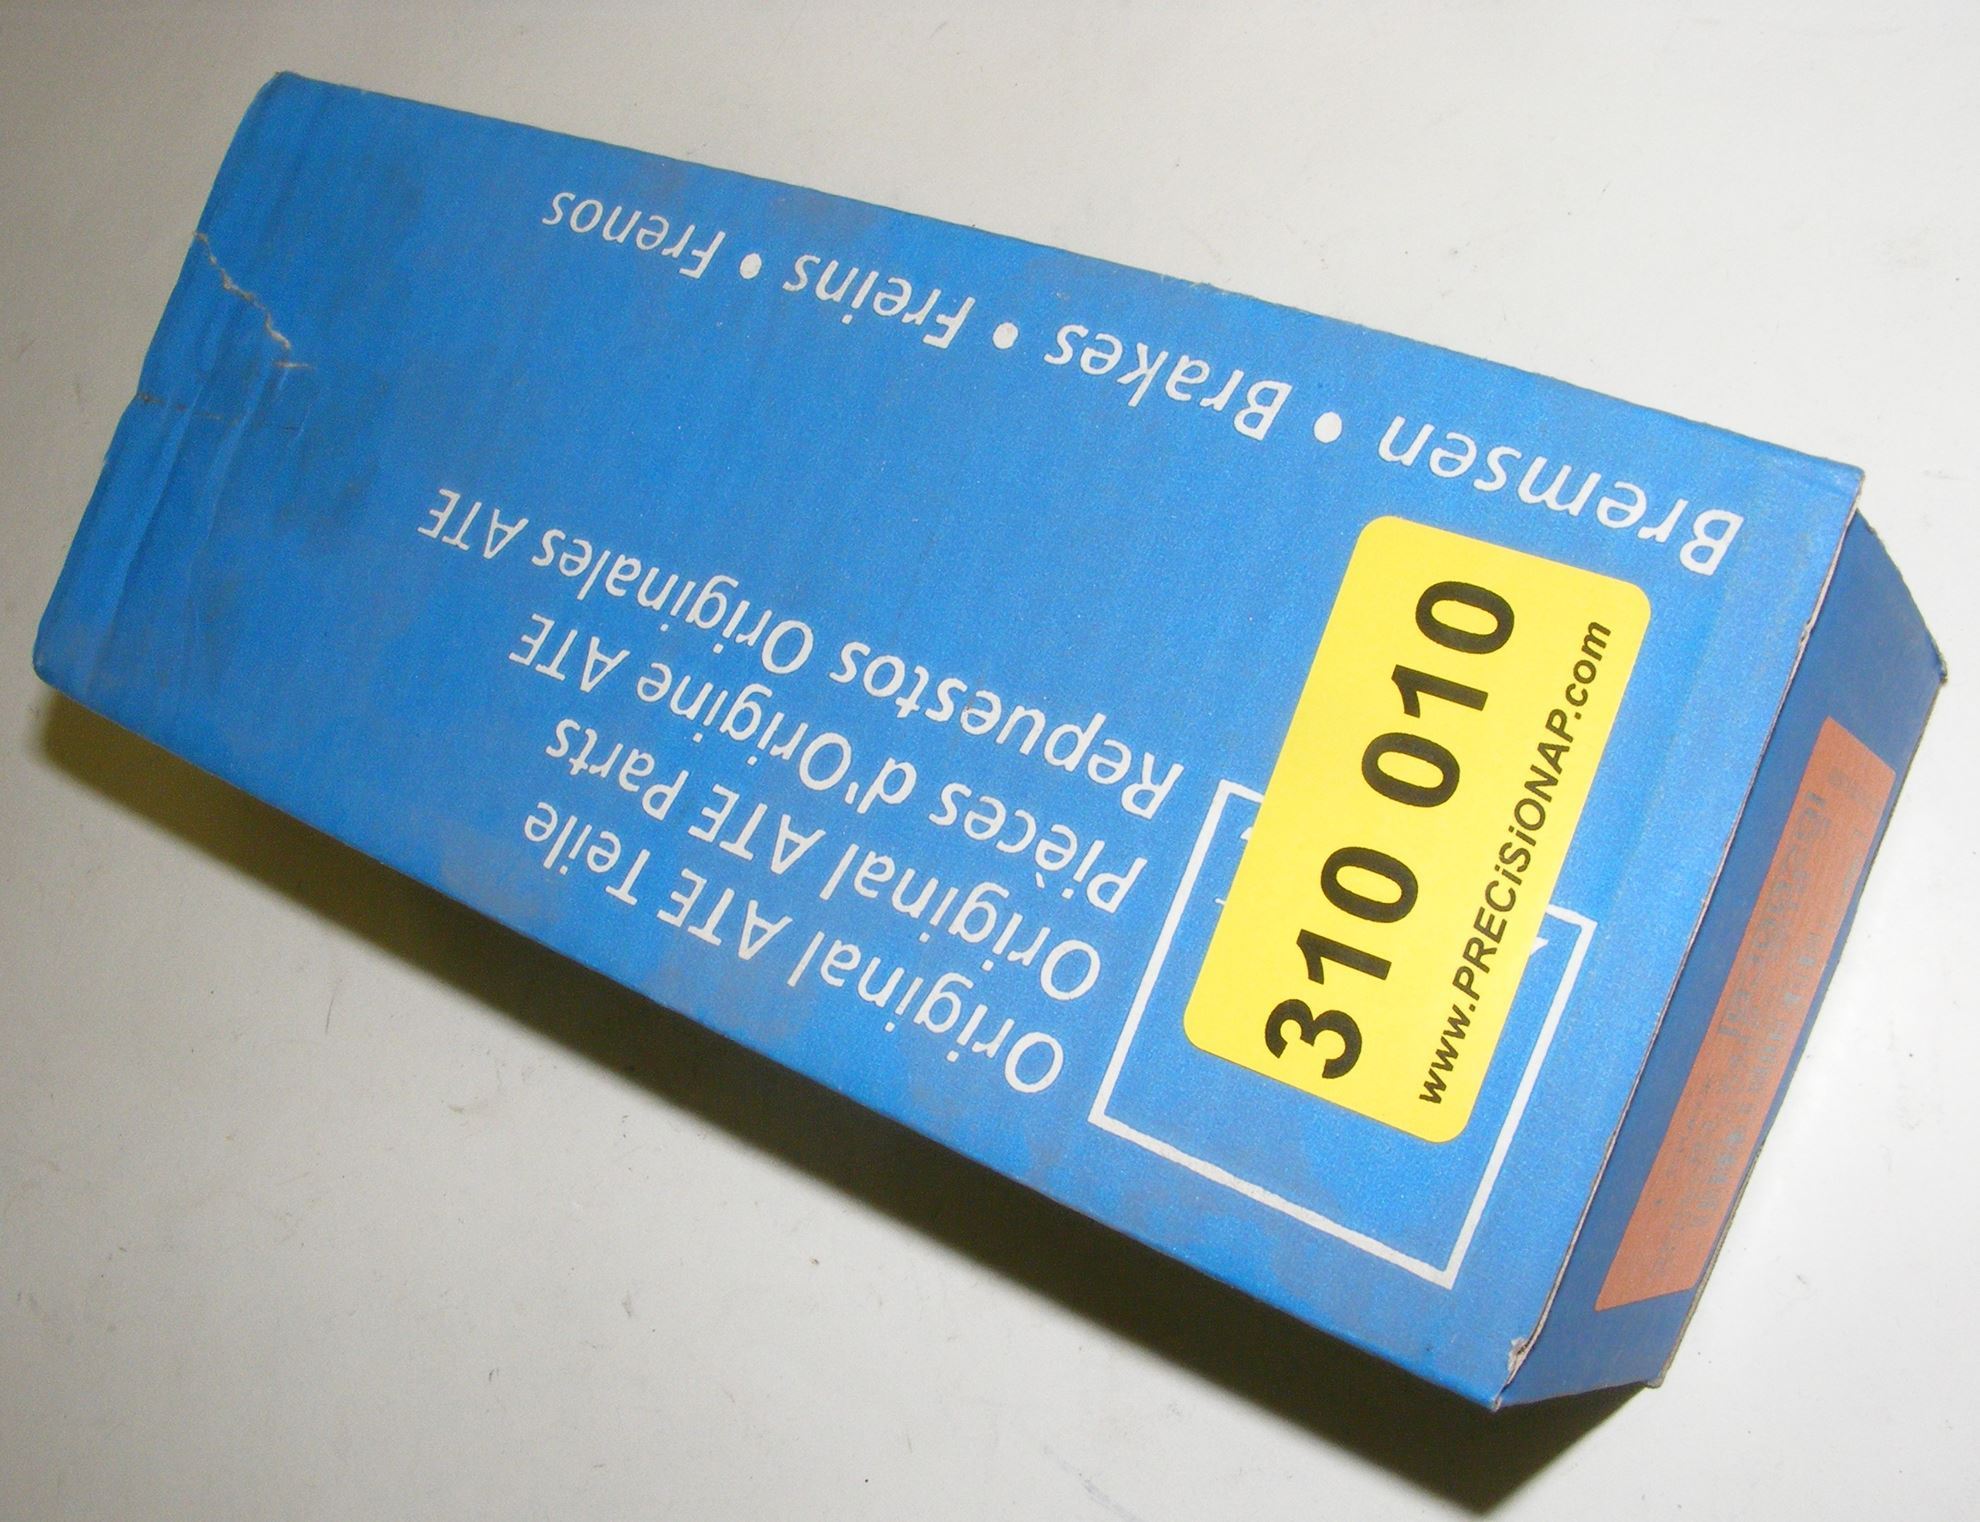 Original ATE Teile
Original ATE Parts
Pièces d'Origine ATE
Repuestos Originales ATE
Bremsen • Brakes • Freins • Frenos
310 010
www.PRECiSiONAP.com